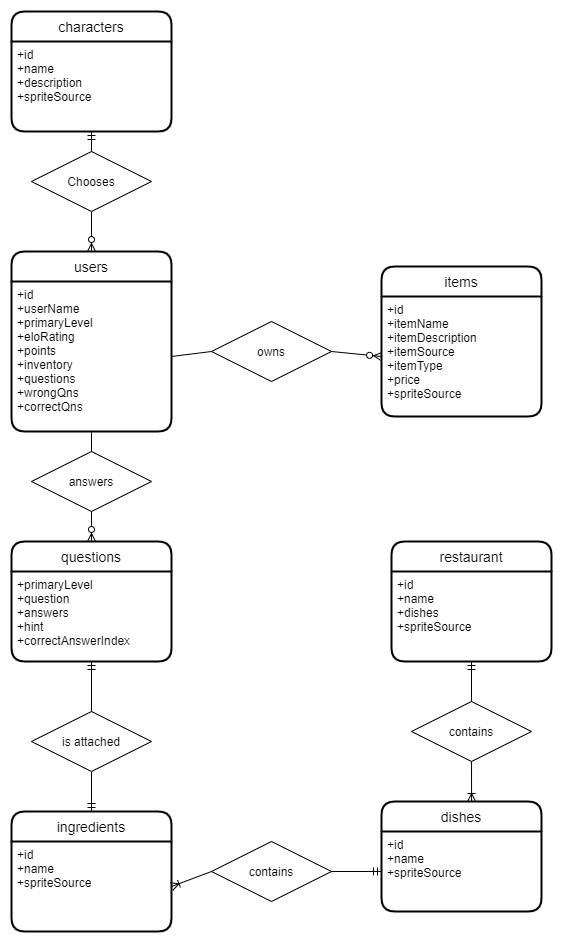 characters
+id
+name
+description
+spriteSource
Chooses
users
+id
+userName
+primaryLevel
+eloRating
+points
+inventory
+questions
+wrongQns
+correctQns
owns
items
+id
+itemName
+itemDescription
+itemSource
+itemType
+price
+spriteSource
answers
questions
+primaryLevel
+question
+answers
+hint
+correctAnswerIndex
restaurant
+id
+name
+dishes
+spriteSource
is attached
contains
ingredients
+id
+name
+spriteSource
contains
dishes
+id
+name
+spriteSource